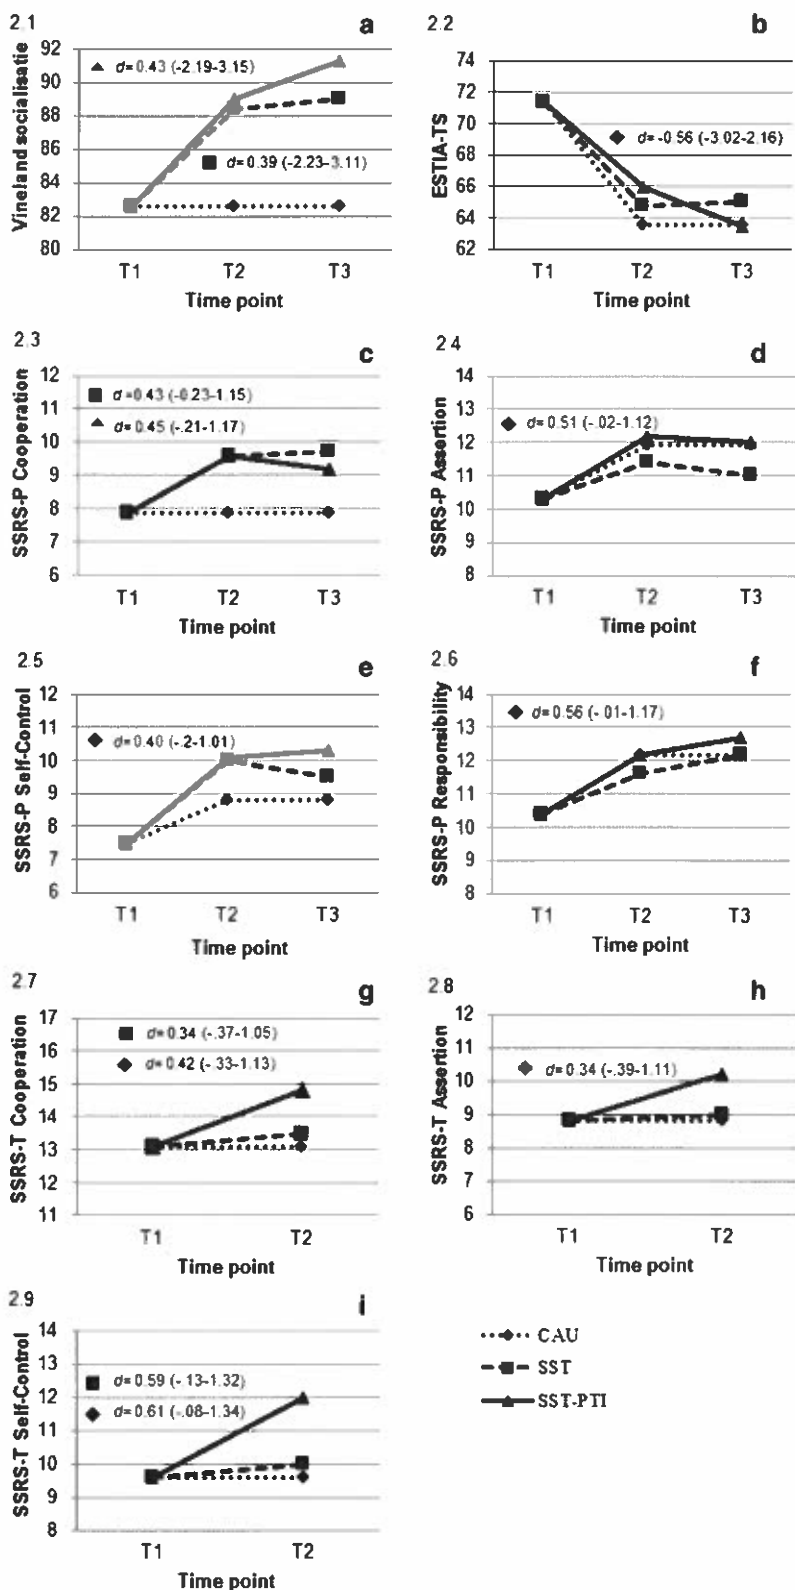 2.1
a
Vineland socialisatie
92
90
88
86
84
82
80
d=0.43 (-2.19-3.15)
d=0.39 (-2.23-3.11)
T1 T2 T3
Time point
2.2
b
ESTIA-TS
74
72
70
68
66
64
62
d=-0.56 (-3.02-2.16)
T1 T2 T3
Time point
2.3
c
SSRS-P Cooperation
12
11
10
9
8
7
6
d=0.43 (-0.23-1.15)
d=0.45 (-.21-1.17)
T1 T2 T3
Time point
2.4
d
SSRS-P Assertion
14
13
12
11
10
9
8
d=0.51 (-.02-1.12)
T1 T2 T3
Time point
2.5
e
SSRS-P Self-Control
12
11
10
9
8
7
6
d=0.40 (-.2-1.01)
T1 T2 T3
Time point
2.6
f
SSRS-P Responsibility
14
13
12
11
10
9
8
d=0.56 (-.01-1.17)
T1 T2 T3
Time point
2.7
g
SSRS-T Cooperation
17
16
15
14
13
12
11
d=0.34 (-.37-1.05)
d=0.42 (-.33-1.13)
T1 T2
Time point
2.8
h
SSRS-T Assertion
12
11
10
9
8
7
6
d=0.34 (-.39-1.11)
T1 T2
Time point
2.9
i
SSRS-T Self-Control
14
13
12
11
10
9
8
d=0.59 (-.13-1.32)
d=0.61 (-.08-1.34)
T1 T2
Time point
CAU
SST
SST-PTI